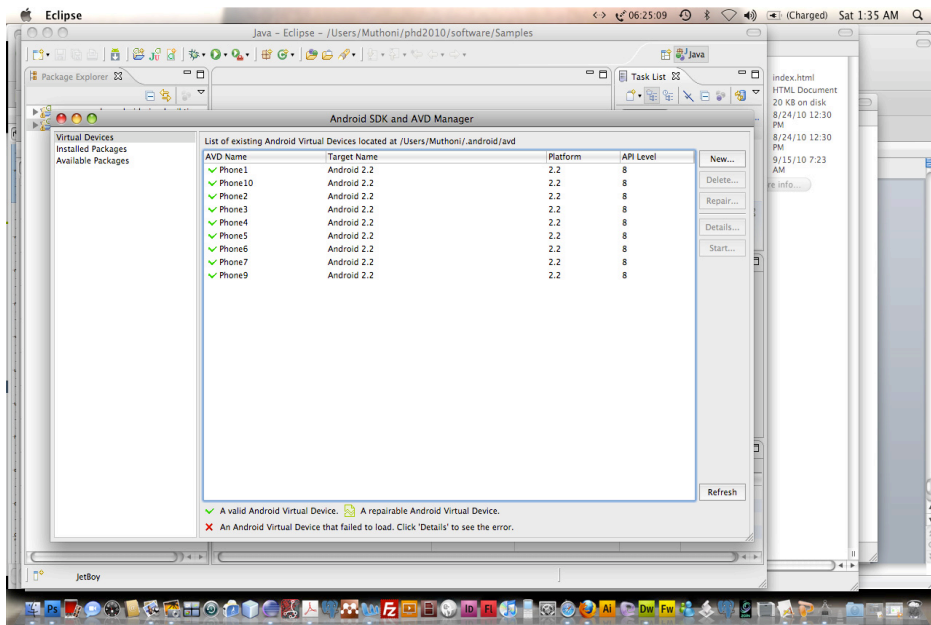 Eclipse
06:25:09
(Charged)
Sat 1:35 AM
Java – Eclipse – /Users/Muthoni/phd2010/software/Samples
Java
Package Explorer
Task List
index.html
HTML Document
20 KB on disk
8/24/10 12:30
PM
8/24/10 12:30
PM
9/15/10 7:23
AM
re info...
Android SDK and AVD Manager
Virtual Devices
Installed Packages
Available Packages
List of existing Android Virtual Devices located at /Users/Muthoni/.android/avd
AVD Name Target Name Platform API Level
Phone1 Android 2.2 2.2 8
Phone10 Android 2.2 2.2 8
Phone2 Android 2.2 2.2 8
Phone3 Android 2.2 2.2 8
Phone4 Android 2.2 2.2 8
Phone5 Android 2.2 2.2 8
Phone6 Android 2.2 2.2 8
Phone7 Android 2.2 2.2 8
Phone9 Android 2.2 2.2 8
New...
Delete...
Repair...
Details...
Start...
Refresh
A valid Android Virtual Device. A repairable Android Virtual Device.
An Android Virtual Device that failed to load. Click 'Details' to see the error.
JetBoy
Ps
ID
FL
Ai
Dw
Fw